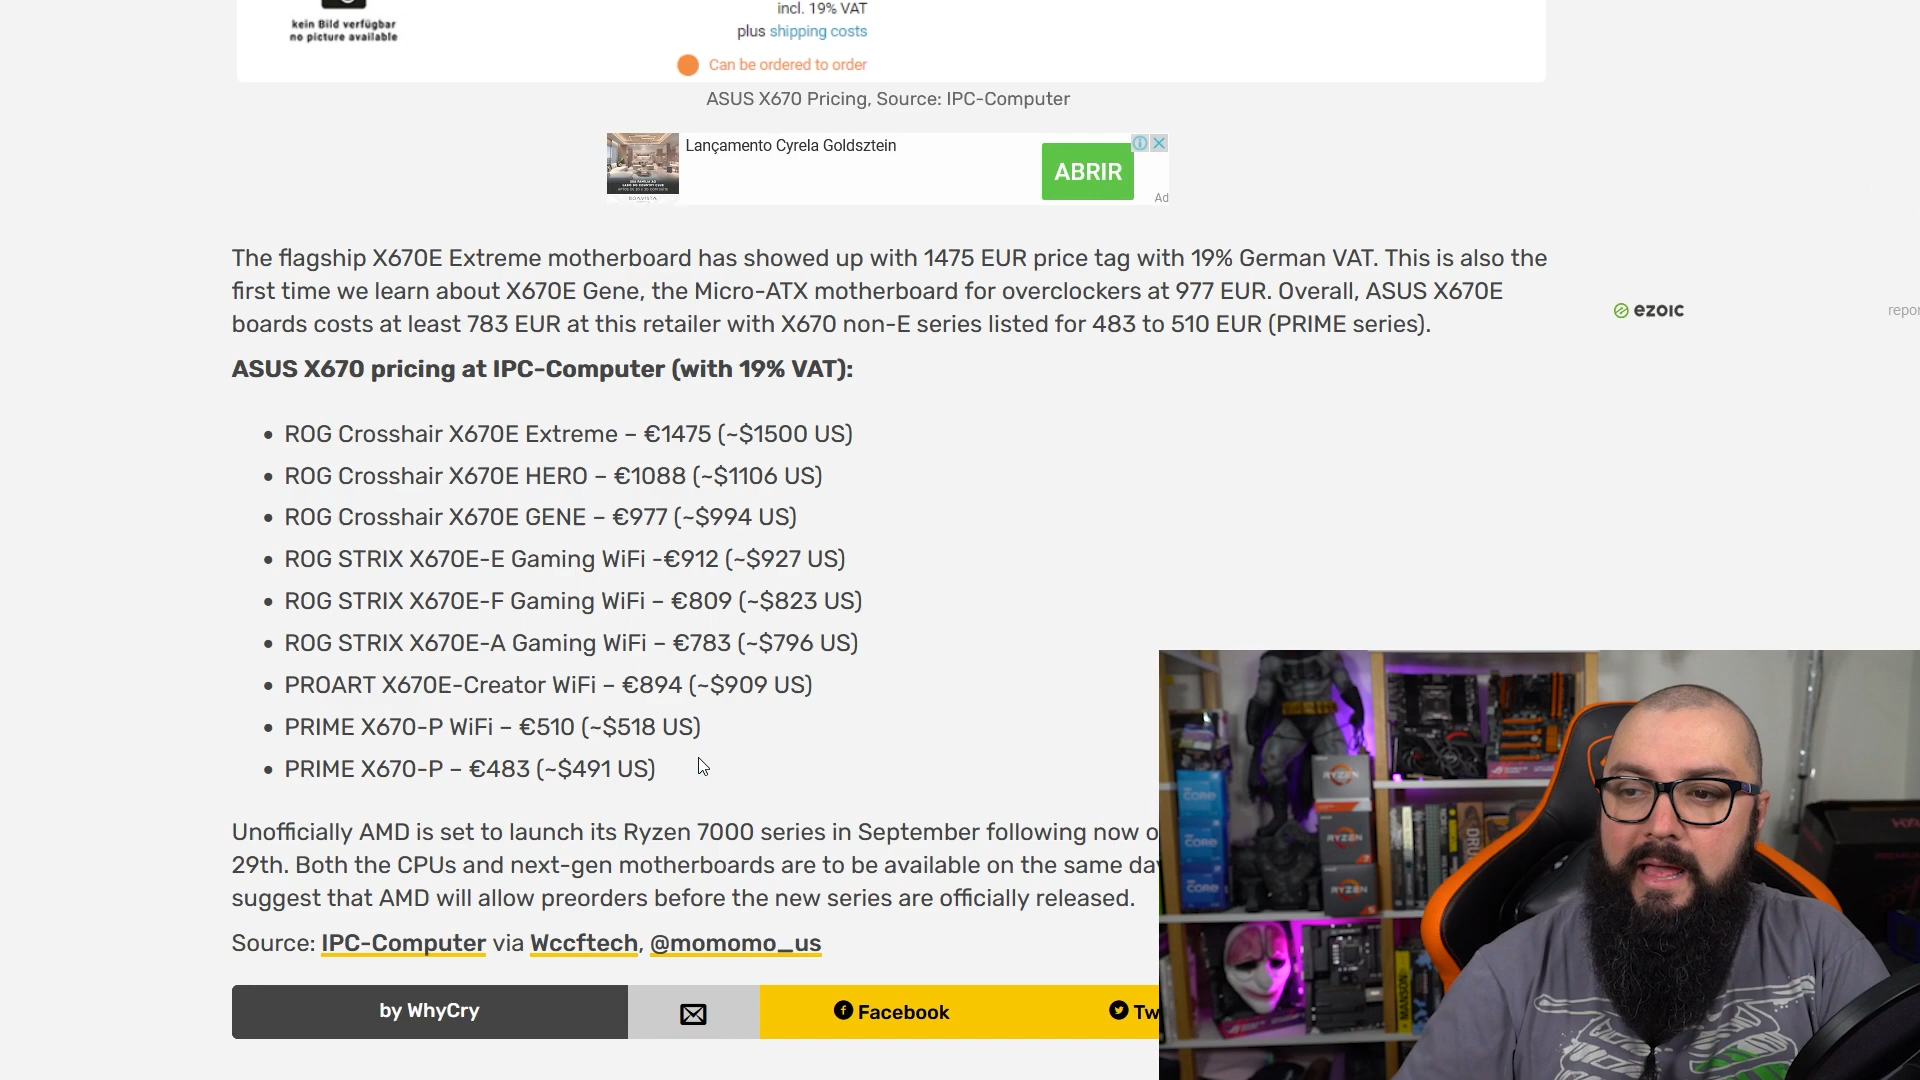 kein Bild verfügbar
no picture available
incl. 19% VAT
plus shipping costs
Can be ordered to order
ASUS X670 Pricing, Source: IPC-Computer
Lançamento Cyrela Goldsztein
ABRIR
Ad
The flagship X670E Extreme motherboard has showed up with 1475 EUR price tag with 19% German VAT. This is also the
first time we learn about X670E Gene, the Micro-ATX motherboard for overclockers at 977 EUR. Overall, ASUS X670E
boards costs at least 783 EUR at this retailer with X670 non-E series listed for 483 to 510 EUR (PRIME series).
ezoic
repor
ASUS X670 pricing at IPC-Computer (with 19% VAT):
• ROG Crosshair X670E Extreme – €1475 (~$1500 US)
• ROG Crosshair X670E HERO – €1088 (~$1106 US)
• ROG Crosshair X670E GENE – €977 (~$994 US)
• ROG STRIX X670E-E Gaming WiFi -€912 (~$927 US)
• ROG STRIX X670E-F Gaming WiFi – €809 (~$823 US)
• ROG STRIX X670E-A Gaming WiFi – €783 (~$796 US)
• PROART X670E-Creator WiFi – €894 (~$909 US)
• PRIME X670-P WiFi – €510 (~$518 US)
• PRIME X670-P – €483 (~$491 US)
Unofficially AMD is set to launch its Ryzen 7000 series in September following now o
29th. Both the CPUs and next-gen motherboards are to be available on the same da
suggest that AMD will allow preorders before the new series are officially released.
Source: IPC-Computer via Wccftech, @momomo_us
by WhyCry
Facebook
Tw
RYZEN
RYZEN
RYZEN
CORE
CORE
CORE
MANSON